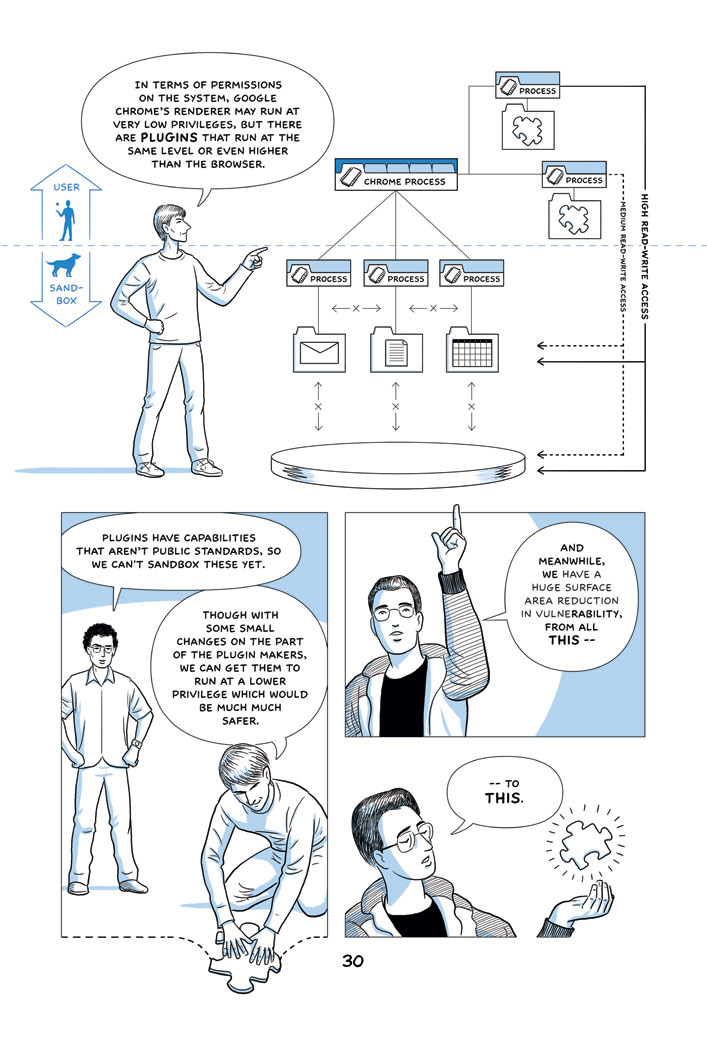 IN TERMS OF PERMISSIONS
ON THE SYSTEM, GOOGLE
CHROME'S RENDERER MAY RUN AT
VERY LOW PRIVILEGES, BUT THERE
ARE PLUGINS THAT RUN AT THE
SAME LEVEL OR EVEN HIGHER
THAN THE BROWSER.
USER
SAND-
BOX
CHROME PROCESS
PROCESS
PROCESS
PROCESS
PROCESS
PROCESS
MEDIUM READ-WRITE ACCESS
HIGH READ-WRITE ACCESS
PLUGINS HAVE CAPABILITIES
THAT AREN'T PUBLIC STANDARDS, SO
WE CAN'T SANDBOX THESE YET.
THOUGH WITH
SOME SMALL
CHANGES ON THE PART
OF THE PLUGIN MAKERS,
WE CAN GET THEM TO
RUN AT A LOWER
PRIVILEGE WHICH WOULD
BE MUCH MUCH
SAFER.
AND
MEANWHILE,
WE HAVE A
HUGE SURFACE
AREA REDUCTION
IN VULNERABILITY,
FROM ALL
THIS --
-- TO
THIS.
30